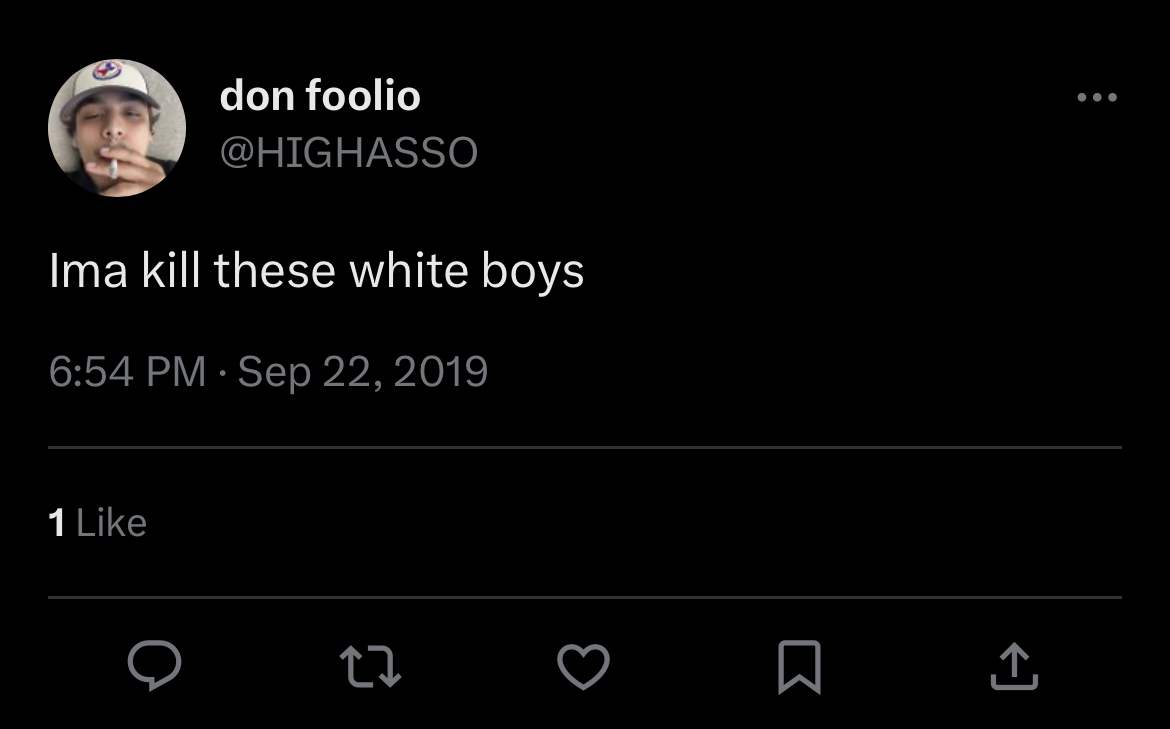 don foolio
@HIGHASSO
Ima kill these white boys
6:54 PM · Sep 22, 2019
1 Like